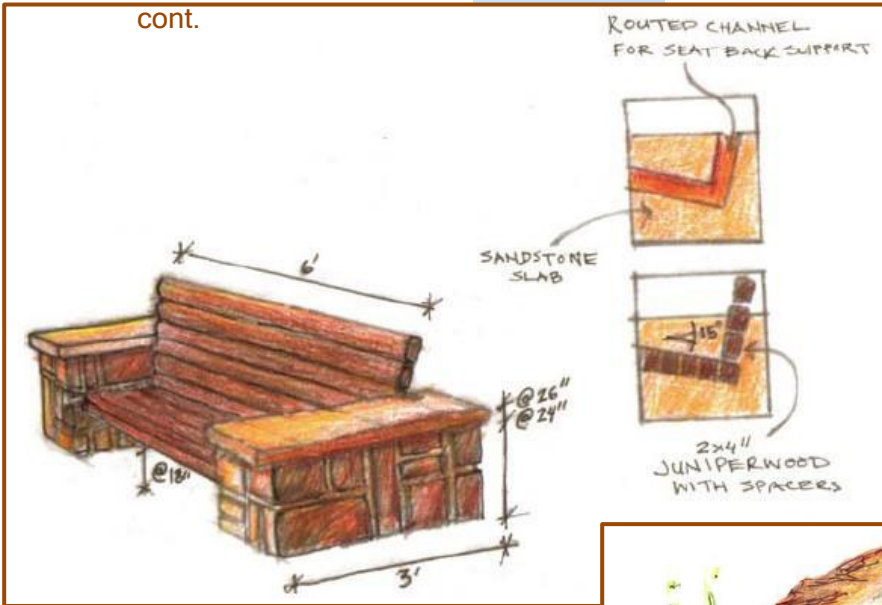 cont.
ROUTED CHANNEL
FOR SEAT BACK SUPPORT
6'
SANDSTONE
SLAB
15°
@26"
@24"
@18"
2x4"
JUNIPERWOOD
WITH SPACERS
3'